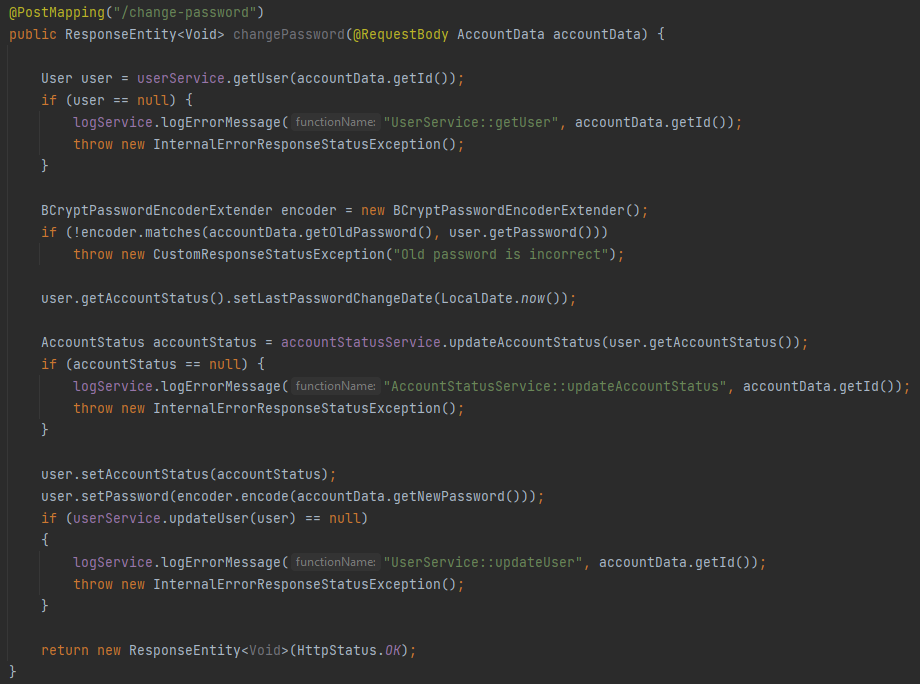 @PostMapping("/change-password")
public ResponseEntity<Void> changePassword(@RequestBody AccountData accountData) {
User user = userService.getUser(accountData.getId());
if (user == null) {
logService.logErrorMessage( functionName: "UserService::getUser", accountData.getId());
throw new InternalErrorResponseStatusException();
}
BCryptPasswordEncoderExtender encoder = new BCryptPasswordEncoderExtender();
if (!encoder.matches(accountData.getOldPassword(), user.getPassword()))
throw new CustomResponseStatusException("Old password is incorrect");
user.getAccountStatus().setLastPasswordChangeDate(LocalDate.now());
AccountStatus accountStatus = accountStatusService.updateAccountStatus(user.getAccountStatus());
if (accountStatus == null) {
logService.logErrorMessage( functionName: "AccountStatusService::updateAccountStatus", accountData.getId());
throw new InternalErrorResponseStatusException();
}
user.setAccountStatus(accountStatus);
user.setPassword(encoder.encode(accountData.getNewPassword()));
if (userService.updateUser(user) == null)
{
logService.logErrorMessage( functionName: "UserService::updateUser", accountData.getId());
throw new InternalErrorResponseStatusException();
}
return new ResponseEntity<Void>(HttpStatus.OK);
}